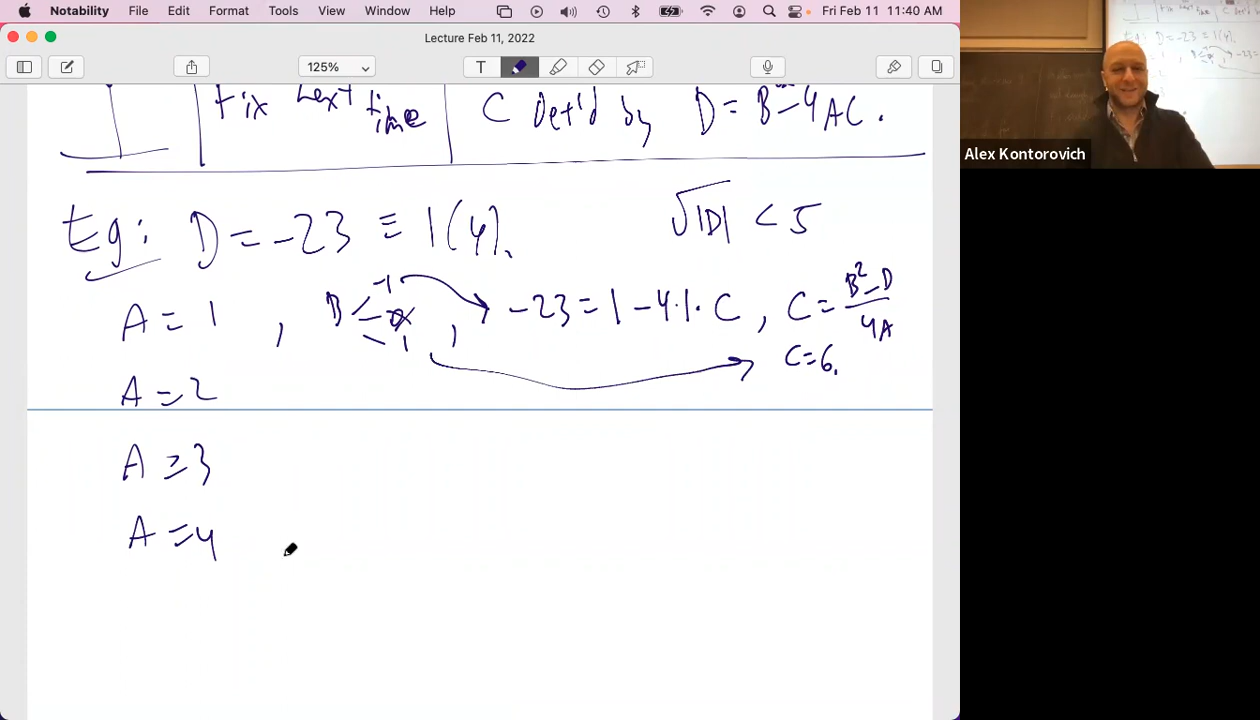 Notability File Edit Insert Format Tools View Window Help Fri Feb 11 11:40 AM
Lecture Feb 11, 2022
125%
T
fix next time
C Det'd by D = B² - 4AC.
Eg: D = -23 ≡ 1(4). √|D| < 5
A = 1, B -1 0 1, -23 = 1 - 4·1·C, C = B² - D / 4A
C = 6.
A = 2
A = 3
A = 4
Alex Kontorovich